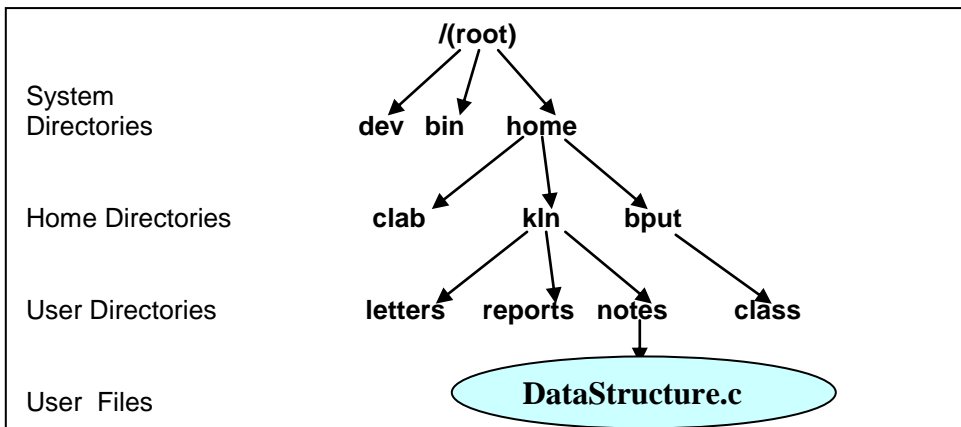 /(root)
System
Directories
dev bin home
Home Directories
clab kln bput
User Directories
letters reports notes class
DataStructure.c
User Files